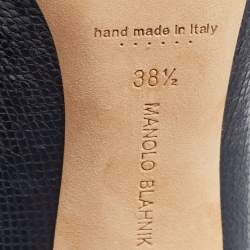 hand made in Italy
38½
MANOLO BLAHNIK